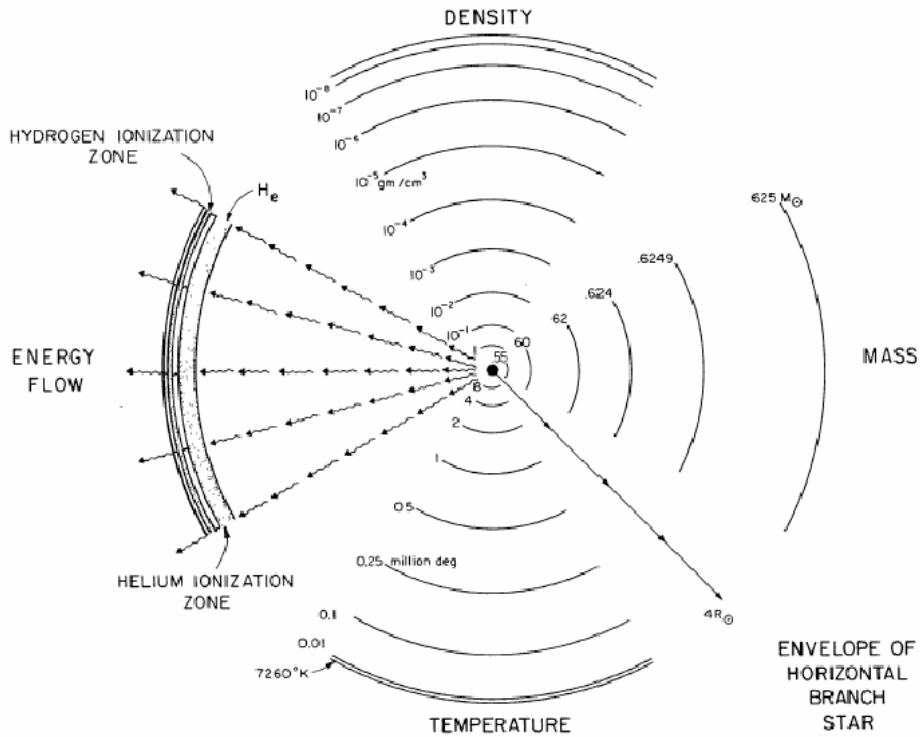 DENSITY
10⁻⁸
10⁻⁷
10⁻⁶
10⁻⁵ gm/cm³
10⁻⁴
10⁻³
10⁻²
10⁻¹
1
HYDROGEN IONIZATION
ZONE
He
ENERGY
FLOW
HELIUM IONIZATION
ZONE
625 M☉
.6249
.624
.62
.60
.55
MASS
8
4
2
1
0.5
0.25 million deg
0.1
0.01
7260°K
TEMPERATURE
4R☉
ENVELOPE OF
HORIZONTAL
BRANCH
STAR